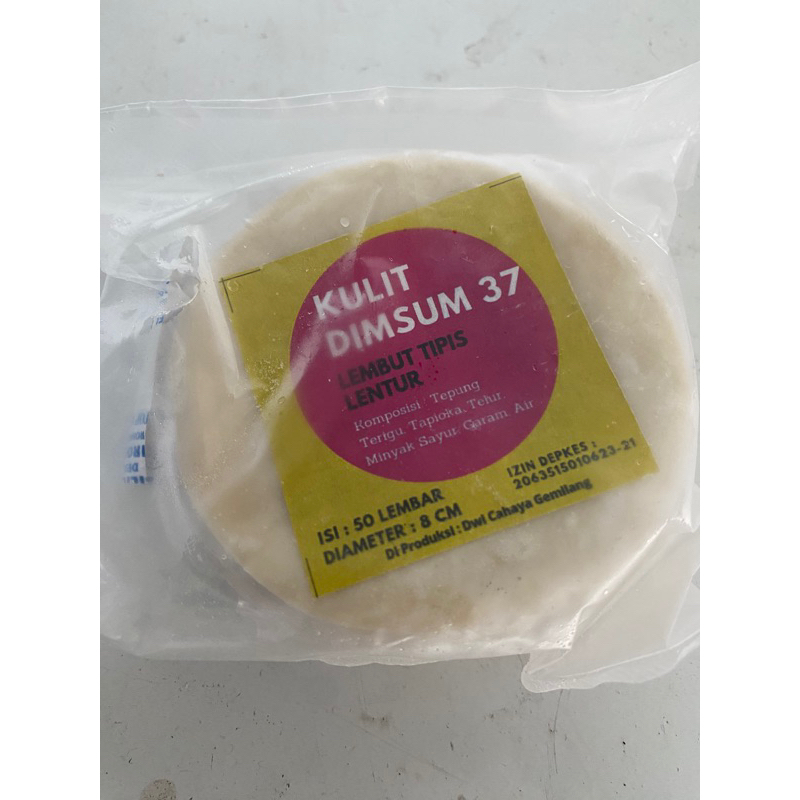 KULIT
DIMSUM 37
LEMBUT TIPIS
LENTUR
Komposisi : Tepung
Terigu, Tapioka, Telur,
Minyak Sayur, Garam, Air
ISI : 50 LEMBAR
DIAMETER : 8 CM
IZIN DEPKES :
2063515010623-21
Di Produksi : Dwi Cahaya Gemilang